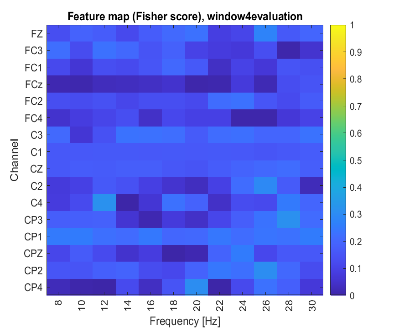 Feature map (Fisher score), window4evaluation
Channel
FZ
FC3
FC1
FCz
FC2
FC4
C3
C1
CZ
C2
C4
CP3
CP1
CPZ
CP2
CP4
8 10 12 14 16 18 20 22 24 26 28 30
Frequency [Hz]
1
0.9
0.8
0.7
0.6
0.5
0.4
0.3
0.2
0.1
0